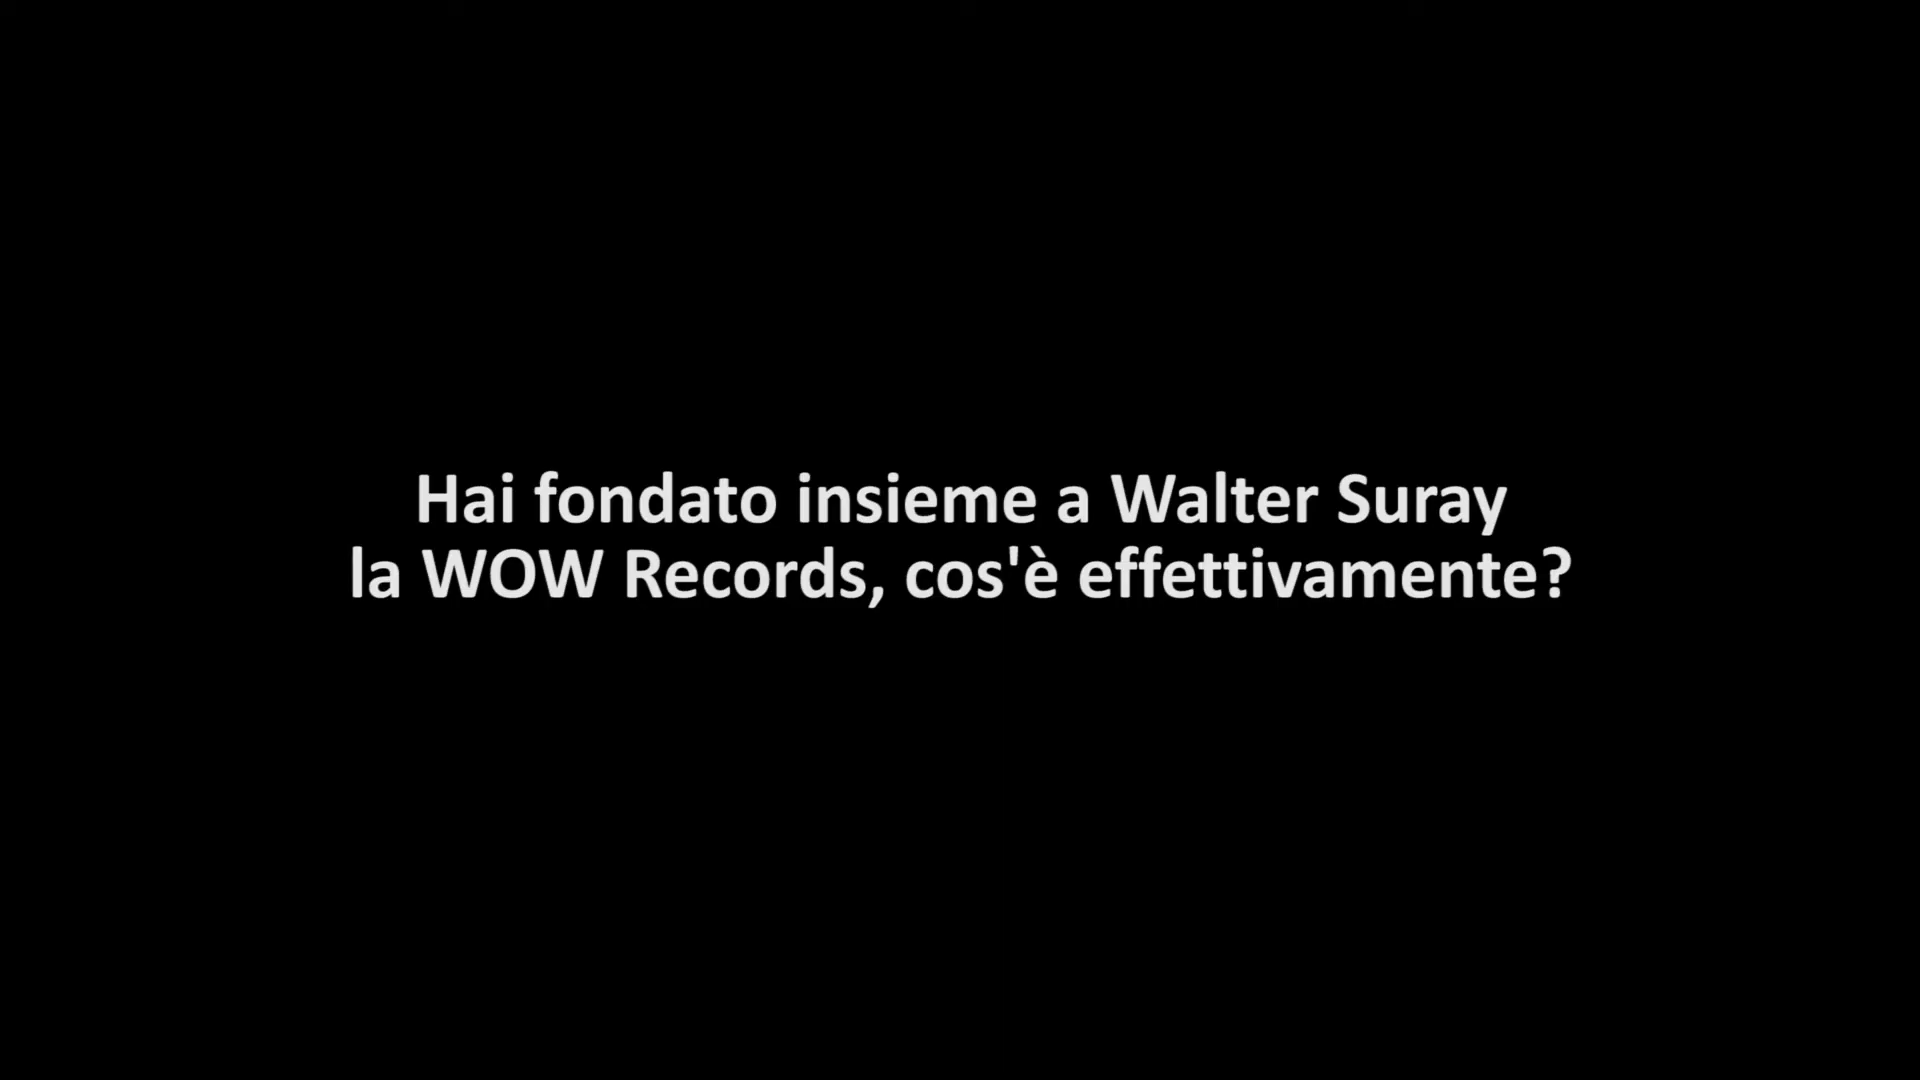 Hai fondato insieme a Walter Suray
la WOW Records, cos'è effettivamente?